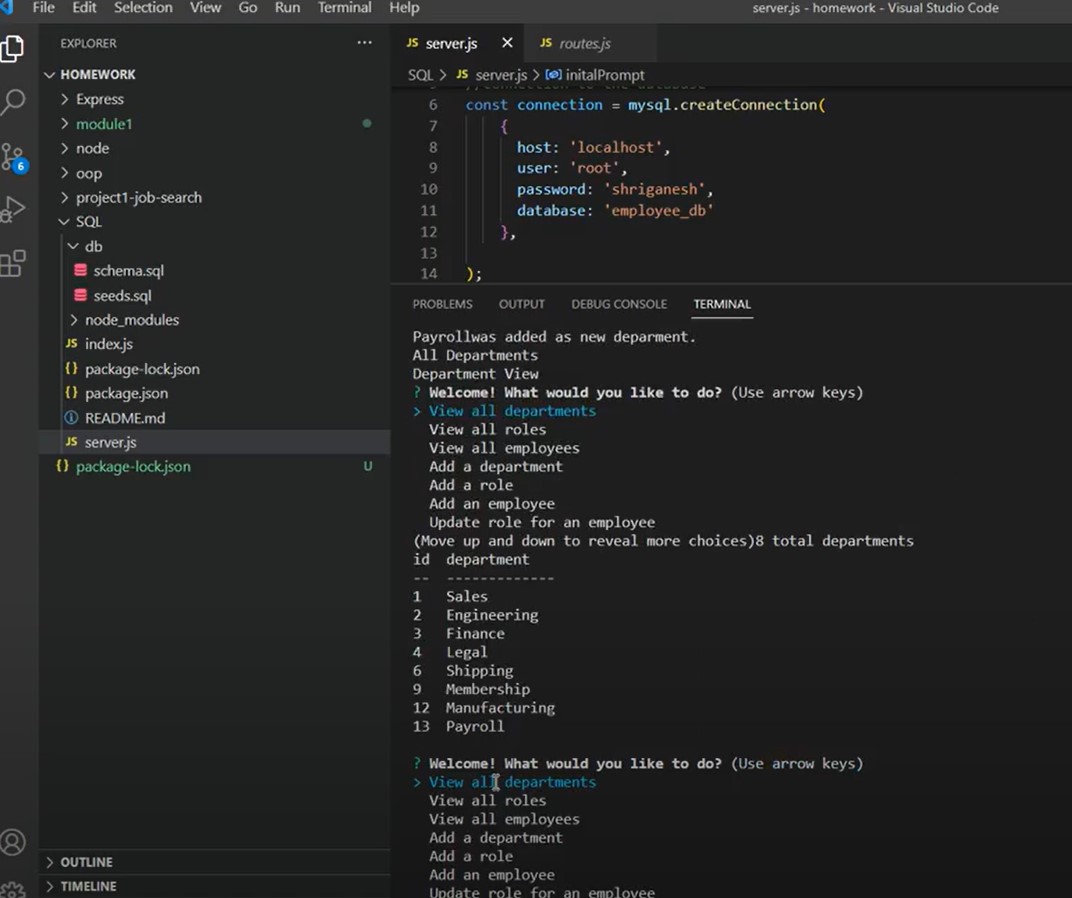 File Edit Selection View Go Run Terminal Help
server.js - homework - Visual Studio Code
EXPLORER
HOMEWORK
Express
module1
node
oop
project1-job-search
SQL
db
schema.sql
seeds.sql
node_modules
JS index.js
{} package-lock.json
{} package.json
README.md
JS server.js
{} package-lock.json U
6
OUTLINE
TIMELINE
JS server.js
JS routes.js
SQL > JS server.js > initalPrompt
//connection to the database
6 const connection = mysql.createConnection(
7 {
8 host: 'localhost',
9 user: 'root',
10 password: 'shriganesh',
11 database: 'employee_db'
12 },
13
14 );
PROBLEMS OUTPUT DEBUG CONSOLE TERMINAL
Payrollwas added as new deparment.
All Departments
Department View
? Welcome! What would you like to do? (Use arrow keys)
> View all departments
View all roles
View all employees
Add a department
Add a role
Add an employee
Update role for an employee
(Move up and down to reveal more choices)8 total departments
id department
-- -------------
1 Sales
2 Engineering
3 Finance
4 Legal
6 Shipping
9 Membership
12 Manufacturing
13 Payroll
? Welcome! What would you like to do? (Use arrow keys)
> View all departments
View all roles
View all employees
Add a department
Add a role
Add an employee
Update role for an employee